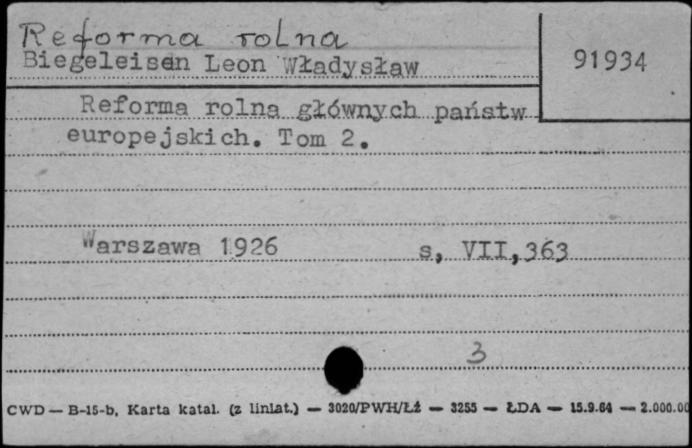 Reforma rolna
Biegeleisen Leon Władysław
91934
Reforma rolna głównych państw
europejskich. Tom 2.
Warszawa 1926 s, VII,363
3
CWD — B-15-b, Karta katal. (z liniat.) — 3020/PWH/Łź — 3255 — ŁDA — 15.9.64 — 2.000.00